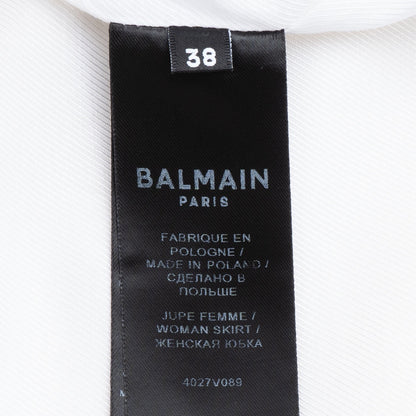 38
BALMAIN
PARIS
FABRIQUE EN
POLOGNE /
MADE IN POLAND /
СДЕЛАНО В
ПОЛЬШЕ
JUPE FEMME /
WOMAN SKIRT /
ЖЕНСКАЯ ЮБКА
4027V089